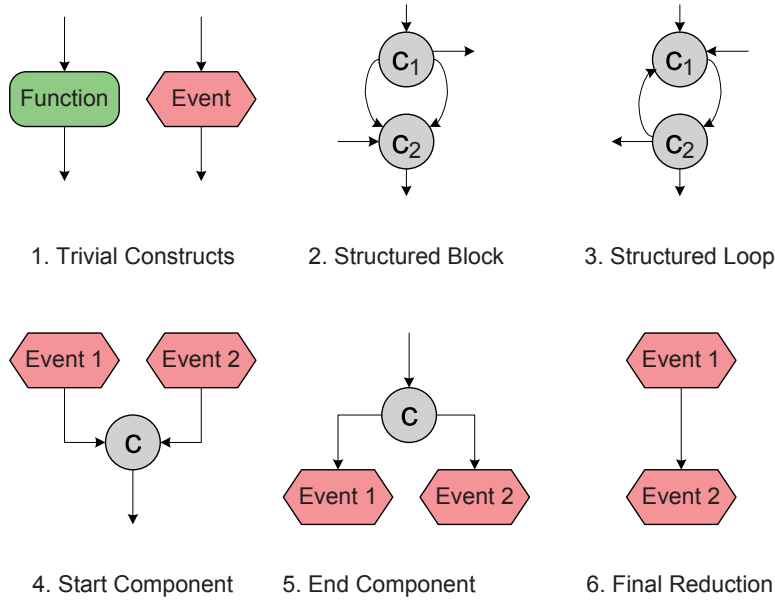 Function
Event
c1
c2
c1
c2
1. Trivial Constructs
2. Structured Block
3. Structured Loop
Event 1
Event 2
c
c
Event 1
Event 2
Event 1
Event 2
4. Start Component
5. End Component
6. Final Reduction